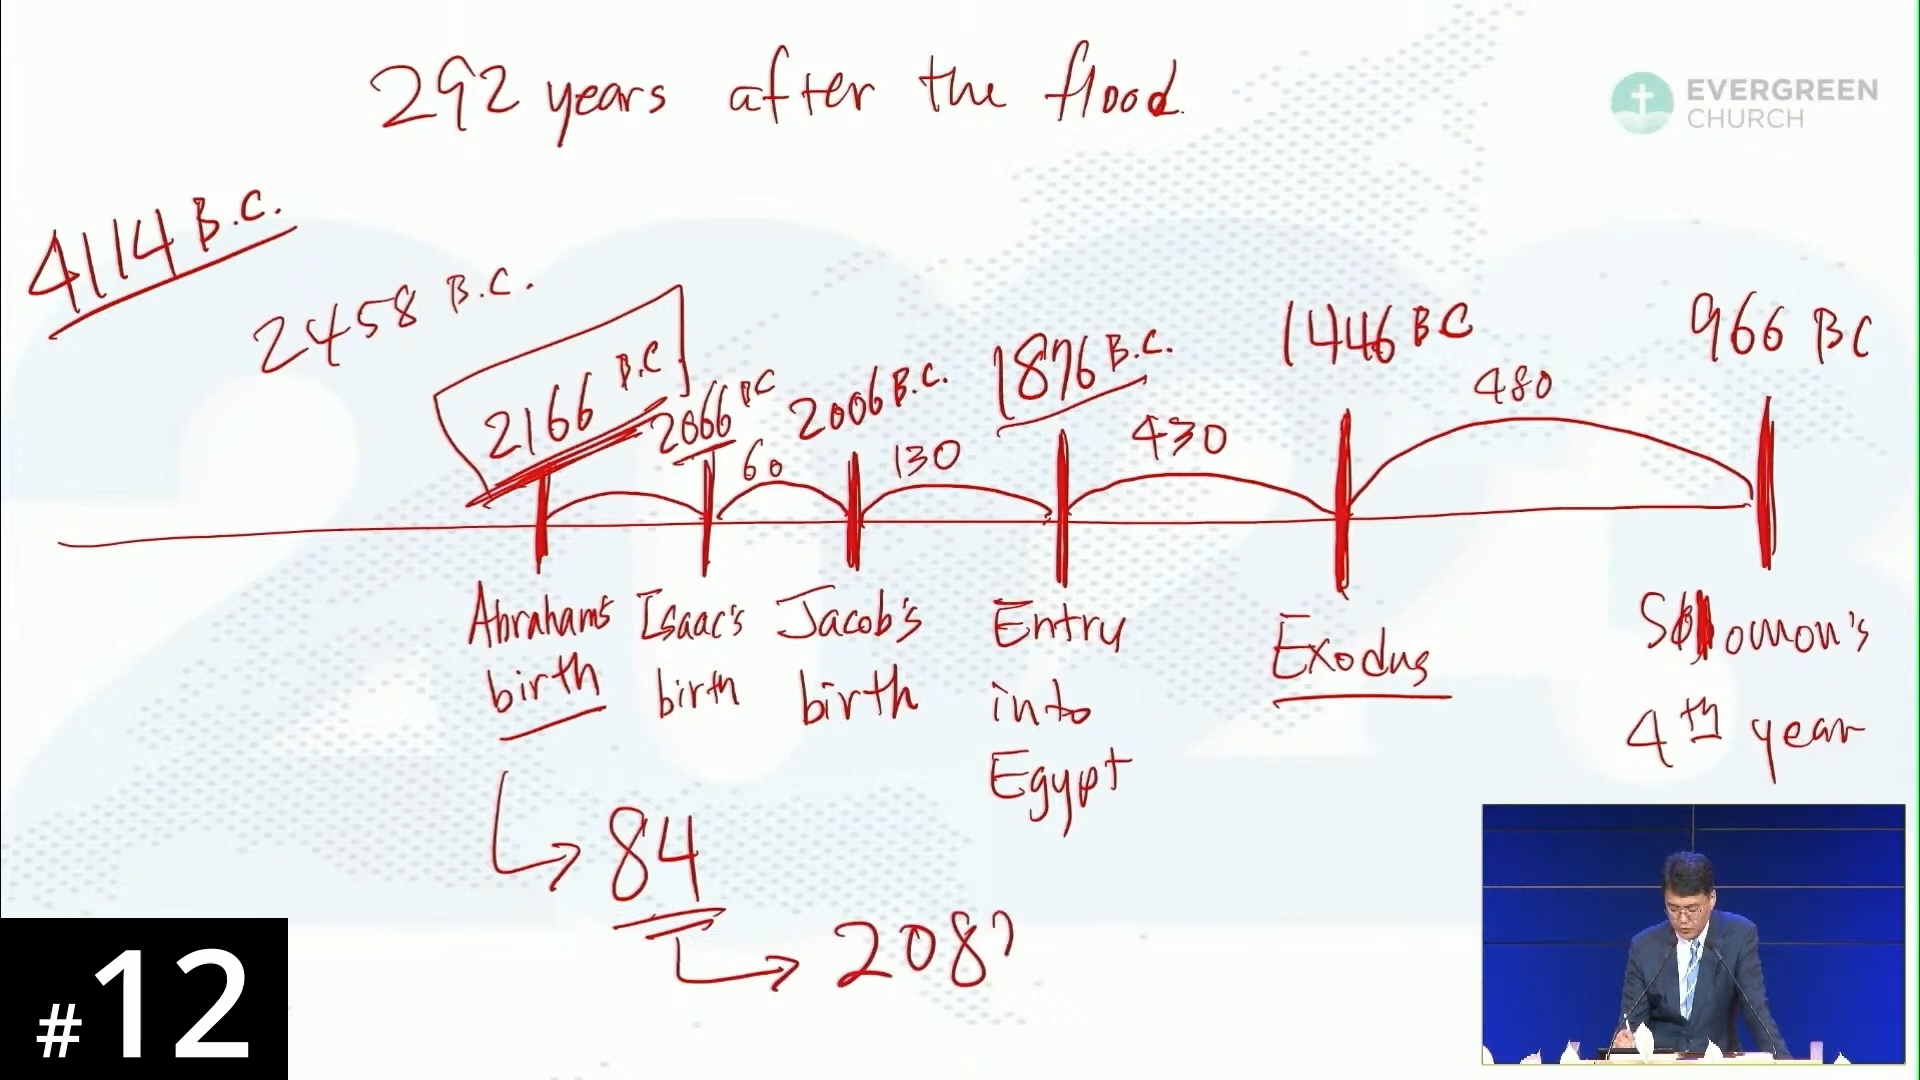 292 years after the flood.
EVERGREEN
CHURCH
4114 B.C.
2458 B.C.
2166 B.C
2066 BC
2006 B.C.
1876 B.C.
1446 BC
966 BC
60
130
430
480
Abraham's birth
Isaac's birth
Jacob's birth
Entry into Egypt
Exodus
Solomon's 4th year
84
208
#12